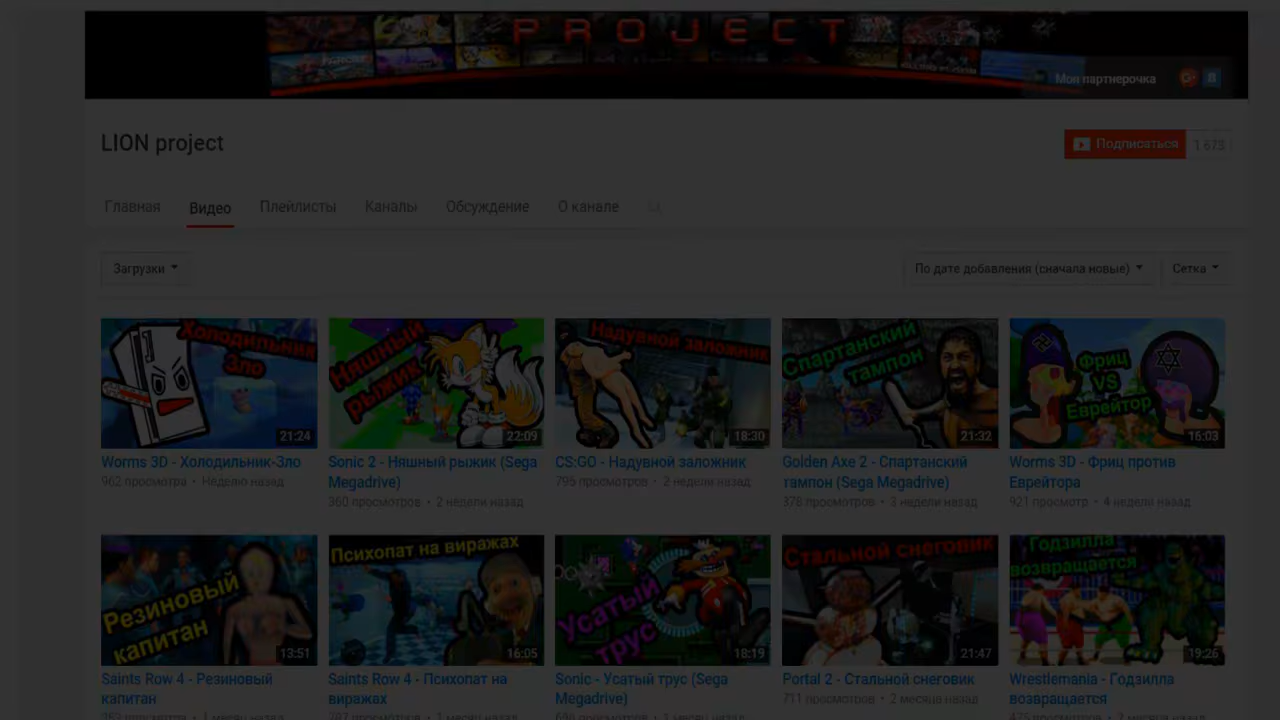 PROJECT
Моя партнерочка
LION project
Подписаться 1 673
Главная Видео Плейлисты Каналы Обсуждение О канале
Загрузки По дате добавления (сначала новые) Сетка
Холодильник
Зло
21:24
Няшный
рыжик
22:09
Надувной заложник
18:30
Спартанский
тампон
21:32
Фриц
VS
Еврейтор
16:03
Worms 3D - Холодильник-Зло
962 просмотра • Неделю назад
Sonic 2 - Няшный рыжик (Sega
Megadrive)
360 просмотров • 2 недели назад
CS:GO - Надувной заложник
795 просмотров • 2 недели назад
Golden Axe 2 - Спартанский
тампон (Sega Megadrive)
378 просмотров • 3 недели назад
Worms 3D - Фриц против
Еврейтора
921 просмотр • 4 недели назад
Резиновый
капитан
13:51
Психопат на виражах
16:05
Усатый
трус
18:19
Стальной снеговик
21:47
Годзилла
возвращается
19:26
Saints Row 4 - Резиновый
капитан
Saints Row 4 - Психопат на
виражах
Sonic - Усатый трус (Sega
Megadrive)
Portal 2 - Стальной снеговик
711 просмотров • 2 месяца назад
Wrestlemania - Годзилла
возвращается